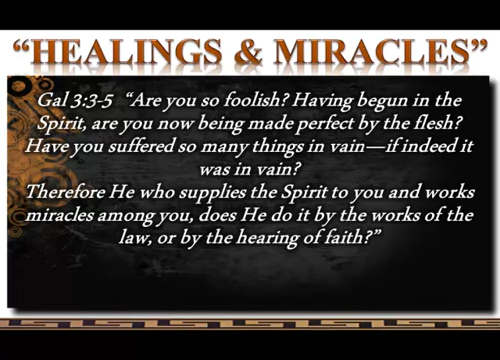 “HEALINGS & MIRACLES”
Gal 3:3-5 “Are you so foolish? Having begun in the
Spirit, are you now being made perfect by the flesh?
Have you suffered so many things in vain—if indeed it
was in vain?
Therefore He who supplies the Spirit to you and works
miracles among you, does He do it by the works of the
law, or by the hearing of faith?”